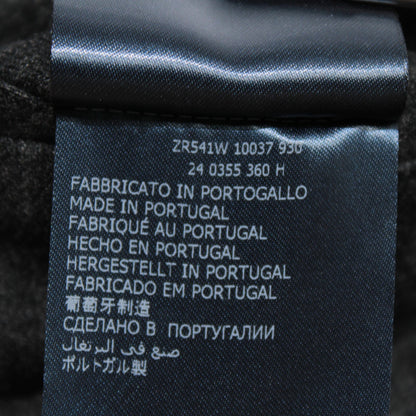 ZR541W 10037 930
24 0355 360 H
FABBRICATO IN PORTOGALLO
MADE IN PORTUGAL
FABRIQUÉ AU PORTUGAL
HECHO EN PORTUGAL
HERGESTELLT IN PORTUGAL
FABRICADO EM PORTUGAL
葡萄牙制造
СДЕЛАНО В ПОРТУГАЛИИ
صنع في البرتغال
ポルトガル製